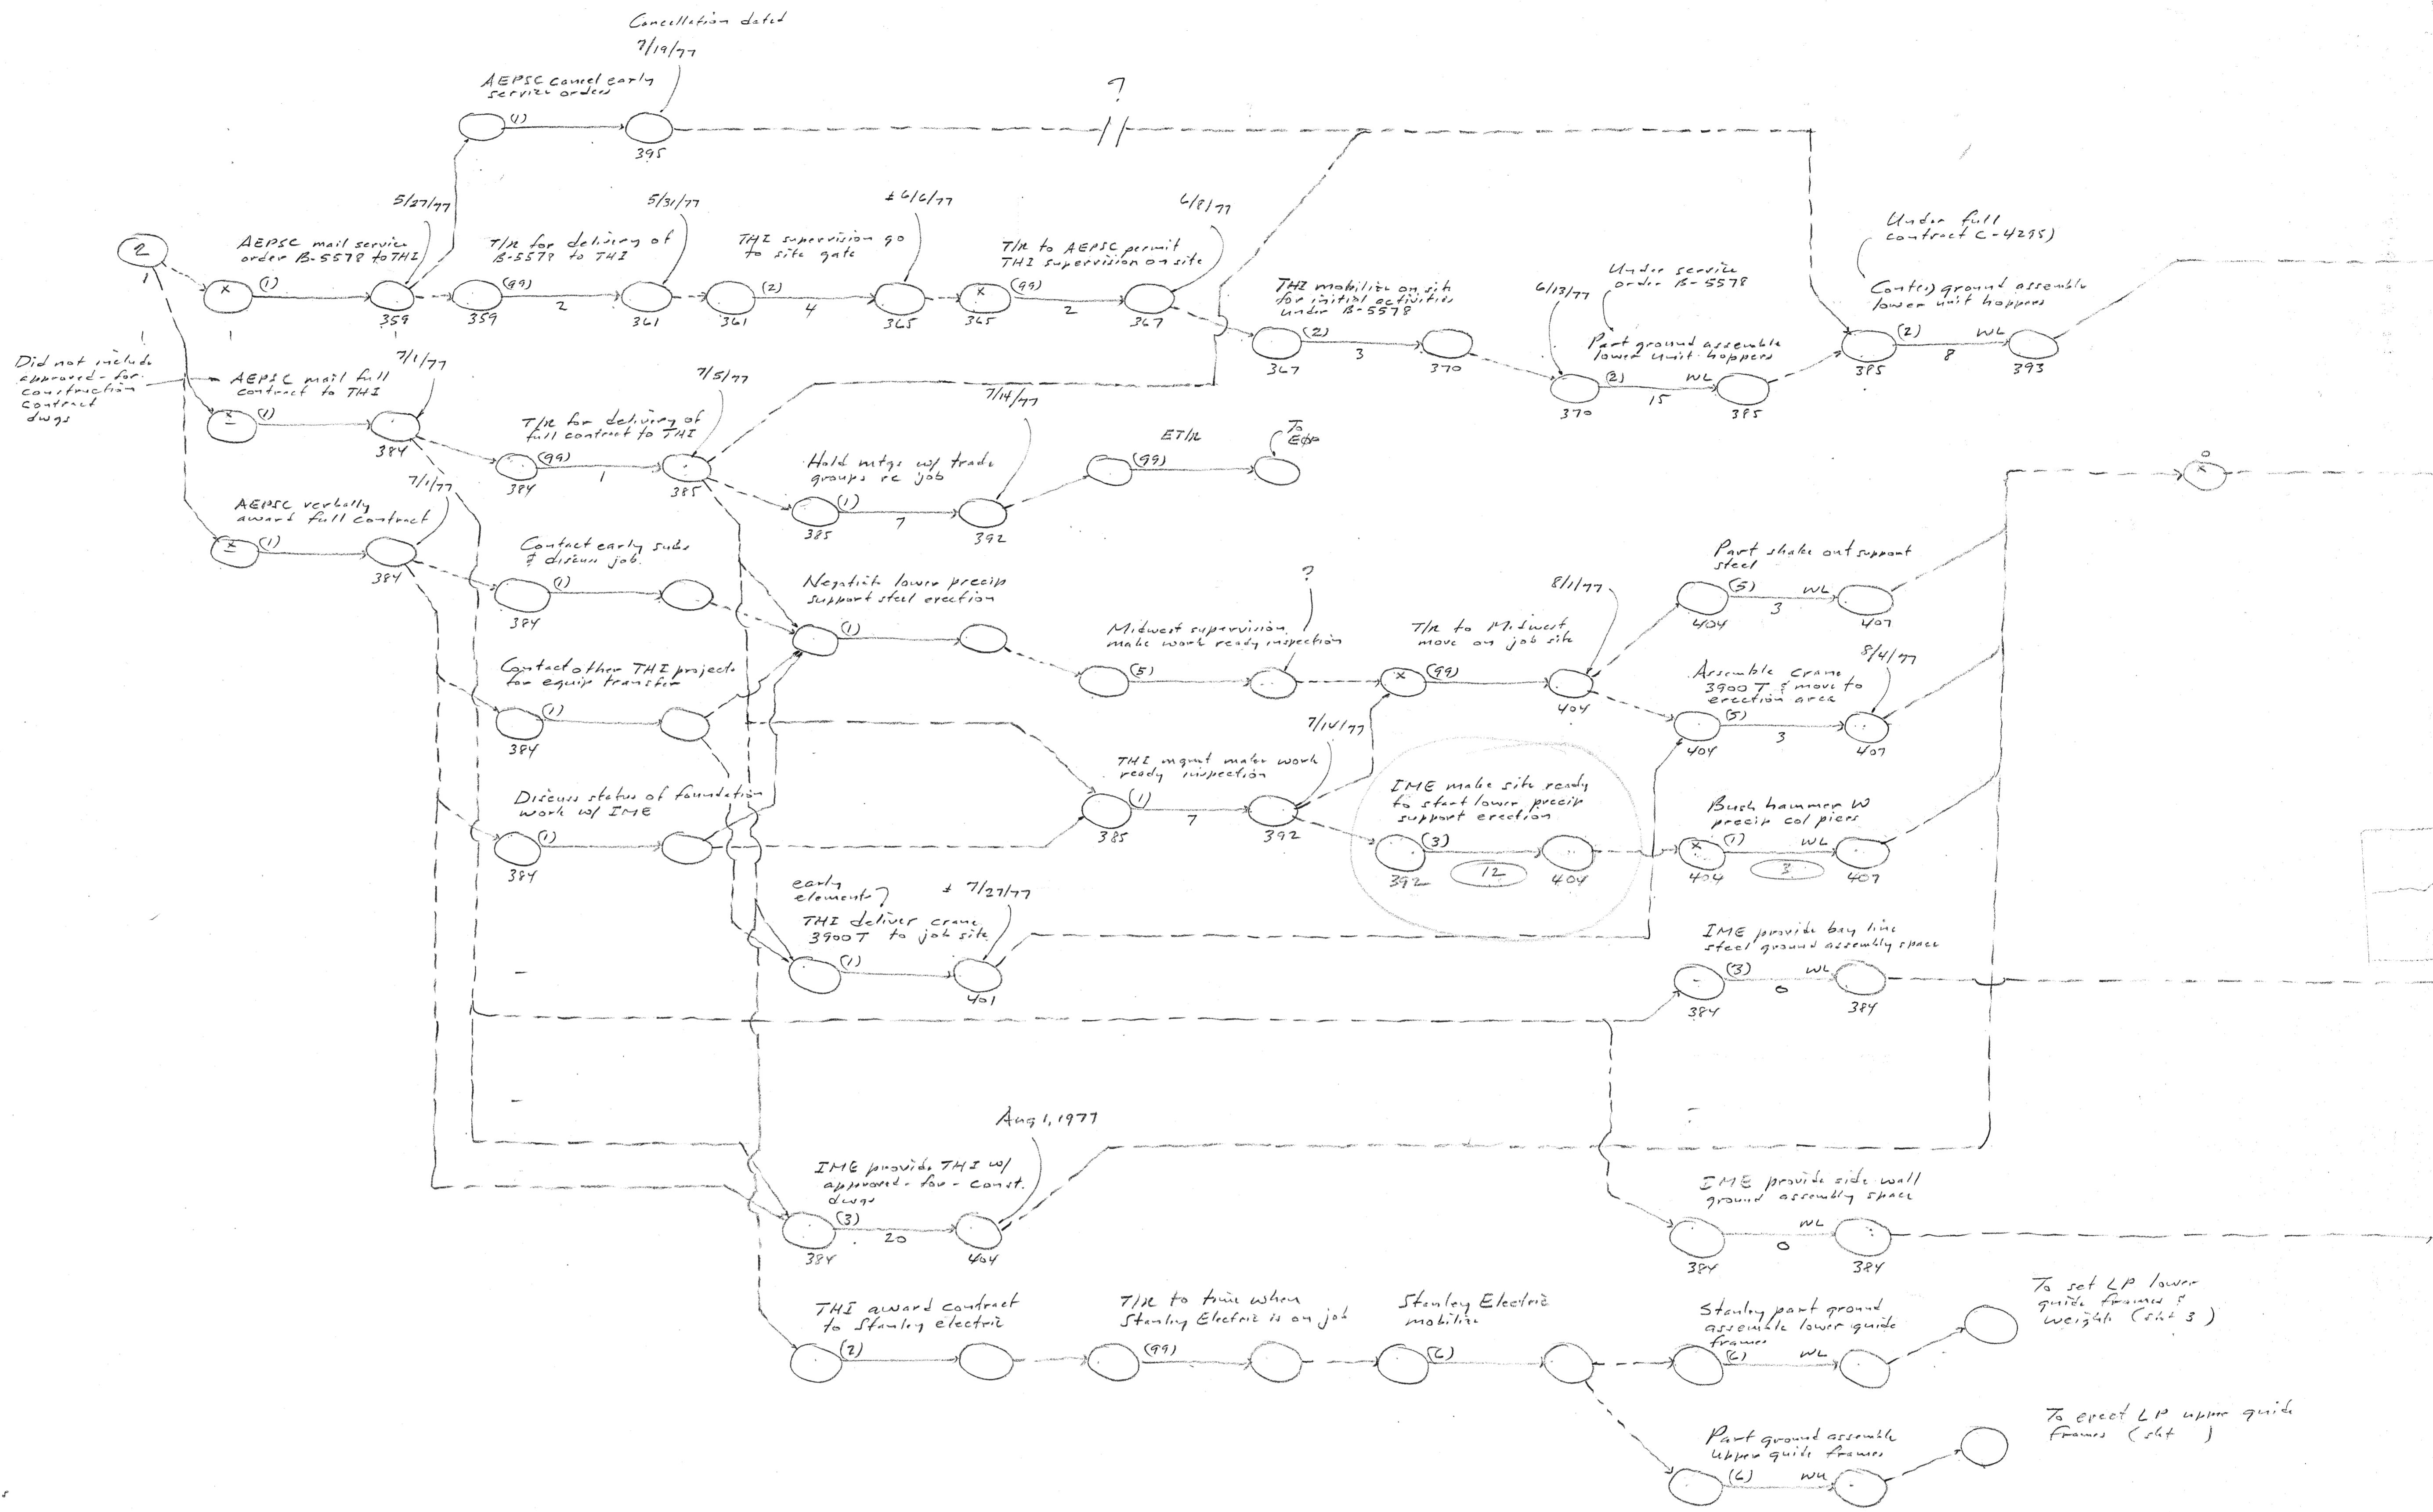 Cancellation dated
7/19/77
AEPSC cancel early
service orders
(1)
395
?
5/27/77
5/31/77
± 6/6/77
6/8/77
2
1
AEPSC mail service
order B-5578 to THI
(1)
x
359
T/R for delivery of
B-5578 to THI
(99)
359
2
361
THI supervision go
to site gate
(2)
361
4
365
T/R to AEPSC permit
THI supervision on site
(99)
x
365
2
367
THI mobilize on site
for initial activities
under B-5578
(2)
367
3
370
6/13/77
Under service
order B-5578
Part ground assemble
lower unit hoppers
(2)
WL
370
15
385
Under full
contract C-4295)
Cont(s) ground assemble
lower unit hoppers
(2)
WL
385
8
393
Did not include
approved-for-
construction
contract
dwgs
AEPSC mail full
contract to THI
7/1/77
(1)
x
384
T/R for delivery of
full contract to THI
7/5/77
(99)
384
1
385
Hold mtgs w/ trade
groups re job
7/14/77
(1)
385
7
392
ET/R
(99)
To
EOP
AEPSC verbally
award full contract
7/1/77
(1)
x
384
Contact early subs
& discuss job.
(1)
384
Negotiate lower precip
support steel erection
(1)
Midwest supervision
make work ready inspection
?
(5)
T/R to Midwest
move on job site
8/1/77
x
(99)
404
Part shake out support
steel
(5)
WL
404
3
407
0
x
Contact other THI projects
for equip transfer
(1)
384
Assemble crane
3900 T & move to
erection area
8/4/77
(5)
404
3
407
Discuss status of foundation
work w/ IME
(1)
384
THI mgmt make work
ready inspection
7/14/77
(1)
385
7
392
IME make site ready
to start lower precip
support erection
(3)
392
12
404
Bush hammer W
precip col piers
x
(1)
WL
404
3
407
early
element?
± 7/27/77
THI deliver crane
3900 T to job site
(1)
401
IME provide bay line
steel ground assembly space
(3)
WL
384
0
384
Aug 1, 1977
IME provide THI w/
approved-for-const.
dwgs
(3)
384
20
404
IME provide side wall
ground assembly space
WL
384
0
384
THI award contract
to Stanley electric
(2)
T/R to time when
Stanley Electric is on job
(99)
Stanley Electric
mobilize
(6)
Stanley part ground
assemble lower guide
frames
(6)
WL
To set LP lower
guide frames &
weights (sht 3 )
Part ground assemble
upper guide frames
(6)
WL
To erect LP upper guide
frames (sht )